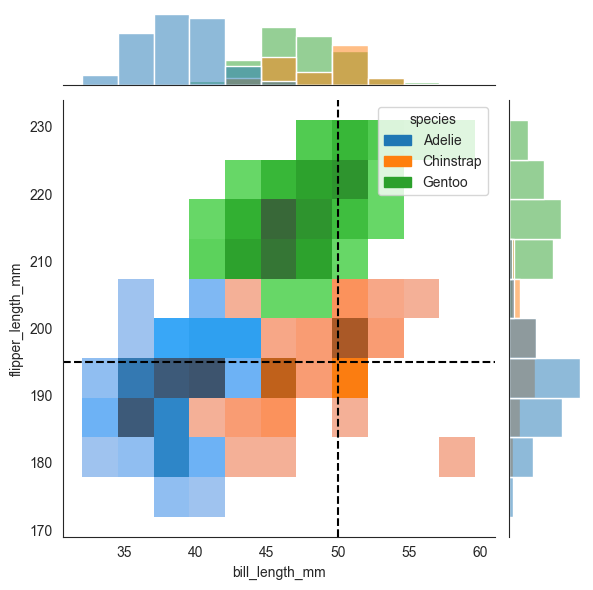 species
Adelie
Chinstrap
Gentoo
230
220
210
200
190
180
170
flipper_length_mm
35 40 45 50 55 60
bill_length_mm